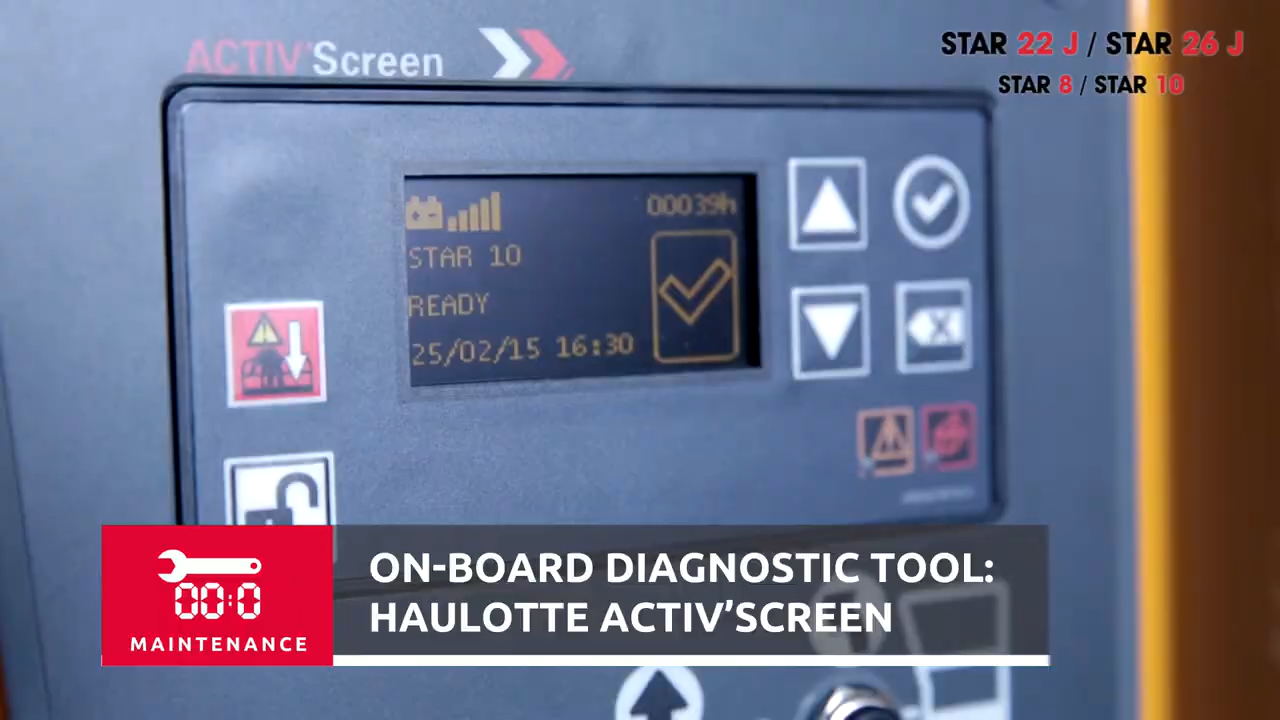 ACTIV'Screen
STAR 22 J / STAR 26 J
STAR 8 / STAR 10
00039h
STAR 10
READY
25/02/15 16:30
00:0
MAINTENANCE
ON-BOARD DIAGNOSTIC TOOL:
HAULOTTE ACTIV’SCREEN